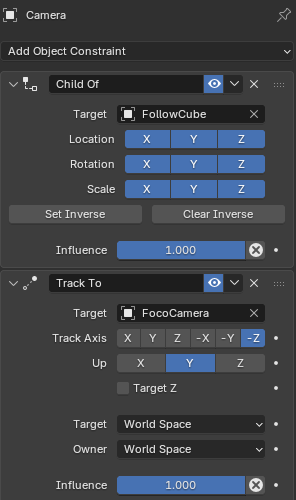 Camera
Add Object Constraint
Child Of
Target FollowCube
Location X Y Z
Rotation X Y Z
Scale X Y Z
Set Inverse Clear Inverse
Influence 1.000
Track To
Target FocoCamera
Track Axis X Y Z -X -Y -Z
Up X Y Z
Target Z
Target World Space
Owner World Space
Influence 1.000